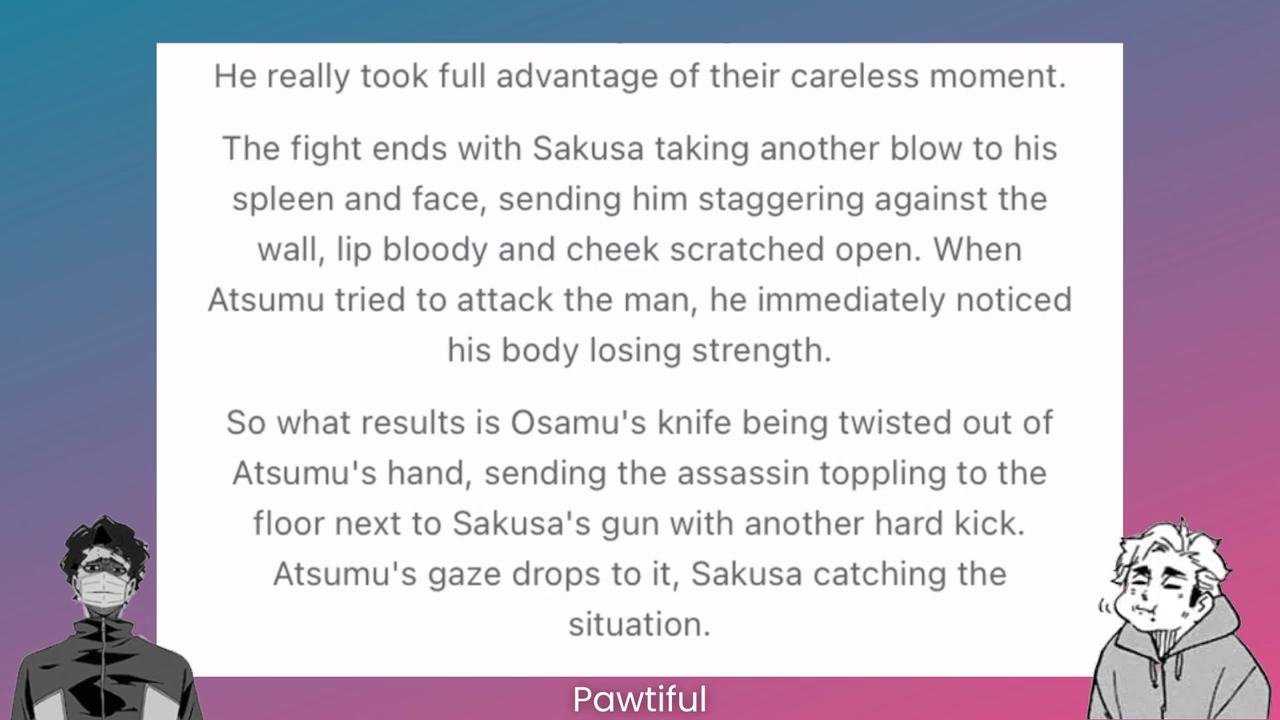 He really took full advantage of their careless moment.
The fight ends with Sakusa taking another blow to his
spleen and face, sending him staggering against the
wall, lip bloody and cheek scratched open. When
Atsumu tried to attack the man, he immediately noticed
his body losing strength.
So what results is Osamu's knife being twisted out of
Atsumu's hand, sending the assassin toppling to the
floor next to Sakusa's gun with another hard kick.
Atsumu's gaze drops to it, Sakusa catching the
situation.
Pawtiful